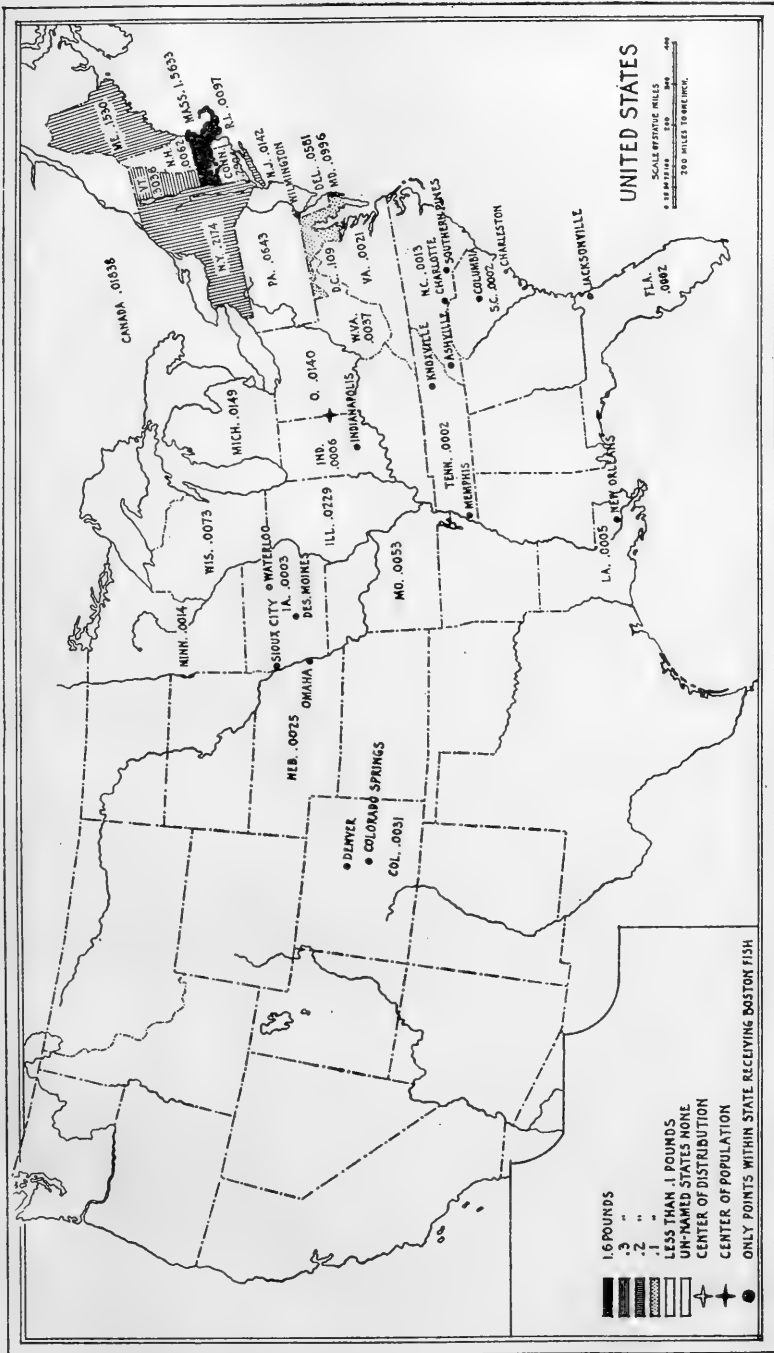 UNITED STATES
SCALE OF STATUTE MILES
200 MILES TO ONE INCH.
CANADA .01838
ME. .1530
VT. .3036
N.H. .0062
MASS. 1.5633
CONN.
R.I. .0097
N.Y. .2174
N.J. .0142
PA. .0643
WILMINGTON
DEL. .0581
MD. .0996
D.C. .109
VA. .0021
W.VA. .0037
O. .0140
MICH. .0149
IND. .0006
INDIANAPOLIS
WIS. .0073
ILL. .0229
MINN. .0014
SIOUX CITY
WATERLOO
IA. .0003
DES. MOINES
OMAHA
NEB. .0025
MO. .0053
DENVER
COLORADO SPRINGS
COL. .0031
N.C. .0013
CHARLOTTE
SOUTHERN PINES
KNOXVILLE
ASHVILLE
COLUMBIA
S.C. .0002
CHARLESTON
TENN. .0002
MEMPHIS
JACKSONVILLE
FLA. .0002
LA. .0005
NEW ORLEANS
1.6 POUNDS
.3 "
.2 "
.1 "
LESS THAN .1 POUNDS
UN-NAMED STATES NONE
CENTER OF DISTRIBUTION
CENTER OF POPULATION
ONLY POINTS WITHIN STATE RECEIVING BOSTON FISH